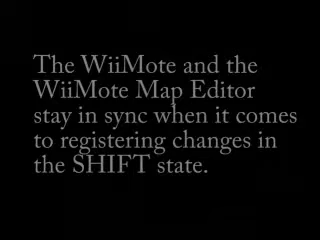 The WiiMote and the
WiiMote Map Editor
stay in sync when it comes
to registering changes in
the SHIFT state.